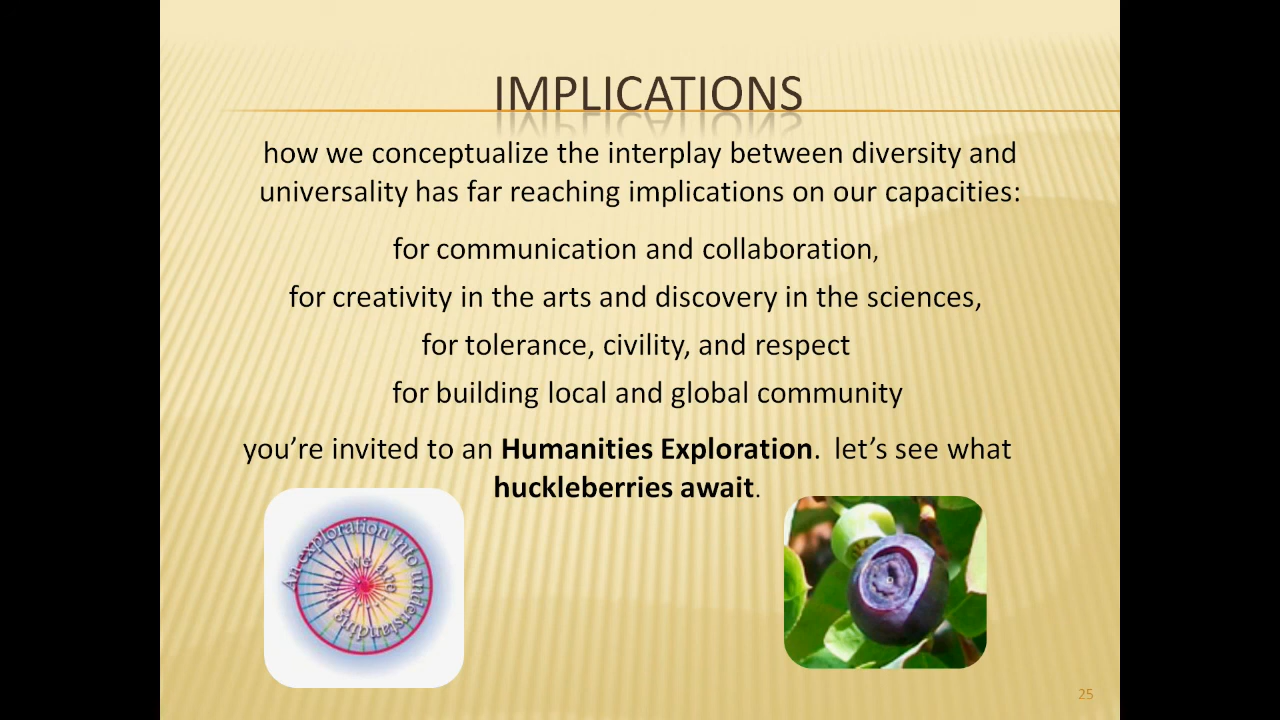 IMPLICATIONS
how we conceptualize the interplay between diversity and
universality has far reaching implications on our capacities:
for communication and collaboration,
for creativity in the arts and discovery in the sciences,
for tolerance, civility, and respect
for building local and global community
you’re invited to an Humanities Exploration.  let’s see what
huckleberries await.
An exploration into understanding
who we are...
25